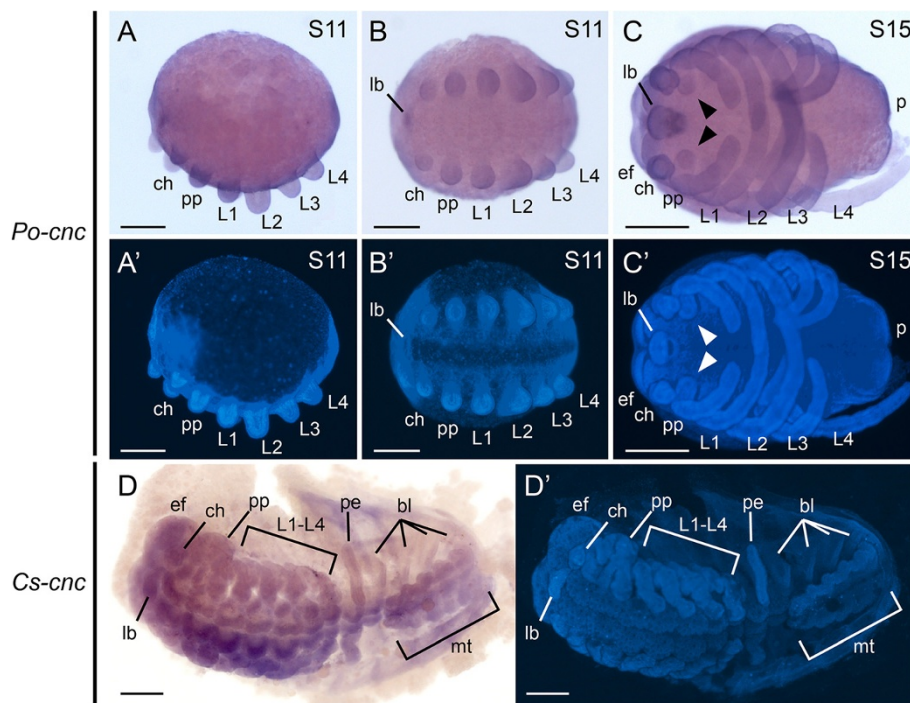 A S11
ch pp L1 L2 L3 L4
B S11
lb
ch pp L1 L2 L3 L4
C S15
lb
p
ef ch pp L1 L2 L3 L4
Po-cnc
A' S11
ch pp L1 L2 L3 L4
B' S11
lb
ch pp L1 L2 L3 L4
C' S15
lb
p
ef ch pp L1 L2 L3 L4
Cs-cnc
D
ef ch pp L1-L4 pe bl
lb
mt
D'
ef ch pp L1-L4 pe bl
lb
mt